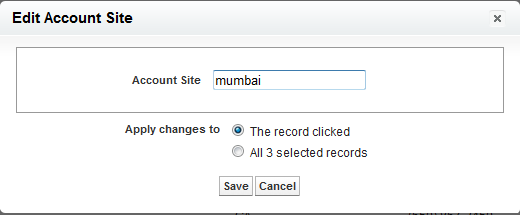 Edit Account Site
Account Site mumbai
Apply changes to The record clicked
All 3 selected records
Save Cancel